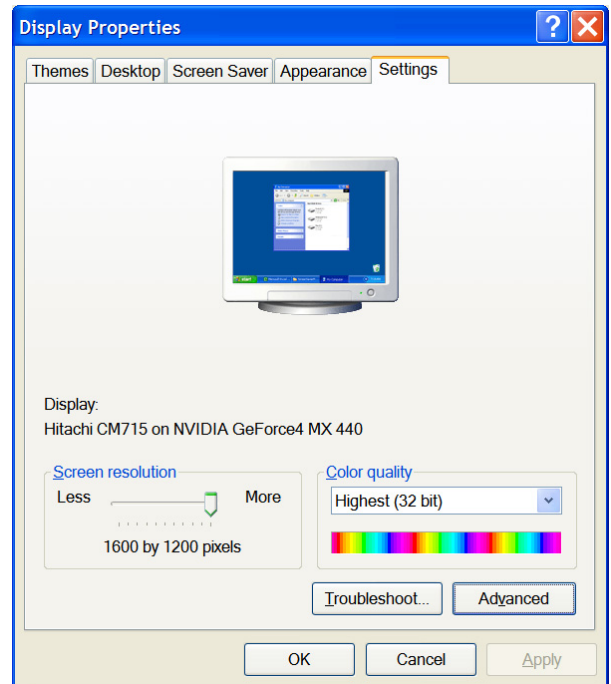 Display Properties
?
Themes Desktop Screen Saver Appearance Settings
Display:
Hitachi CM715 on NVIDIA GeForce4 MX 440
Screen resolution
Less More
1600 by 1200 pixels
Color quality
Highest (32 bit)
Troubleshoot... Advanced
OK Cancel Apply